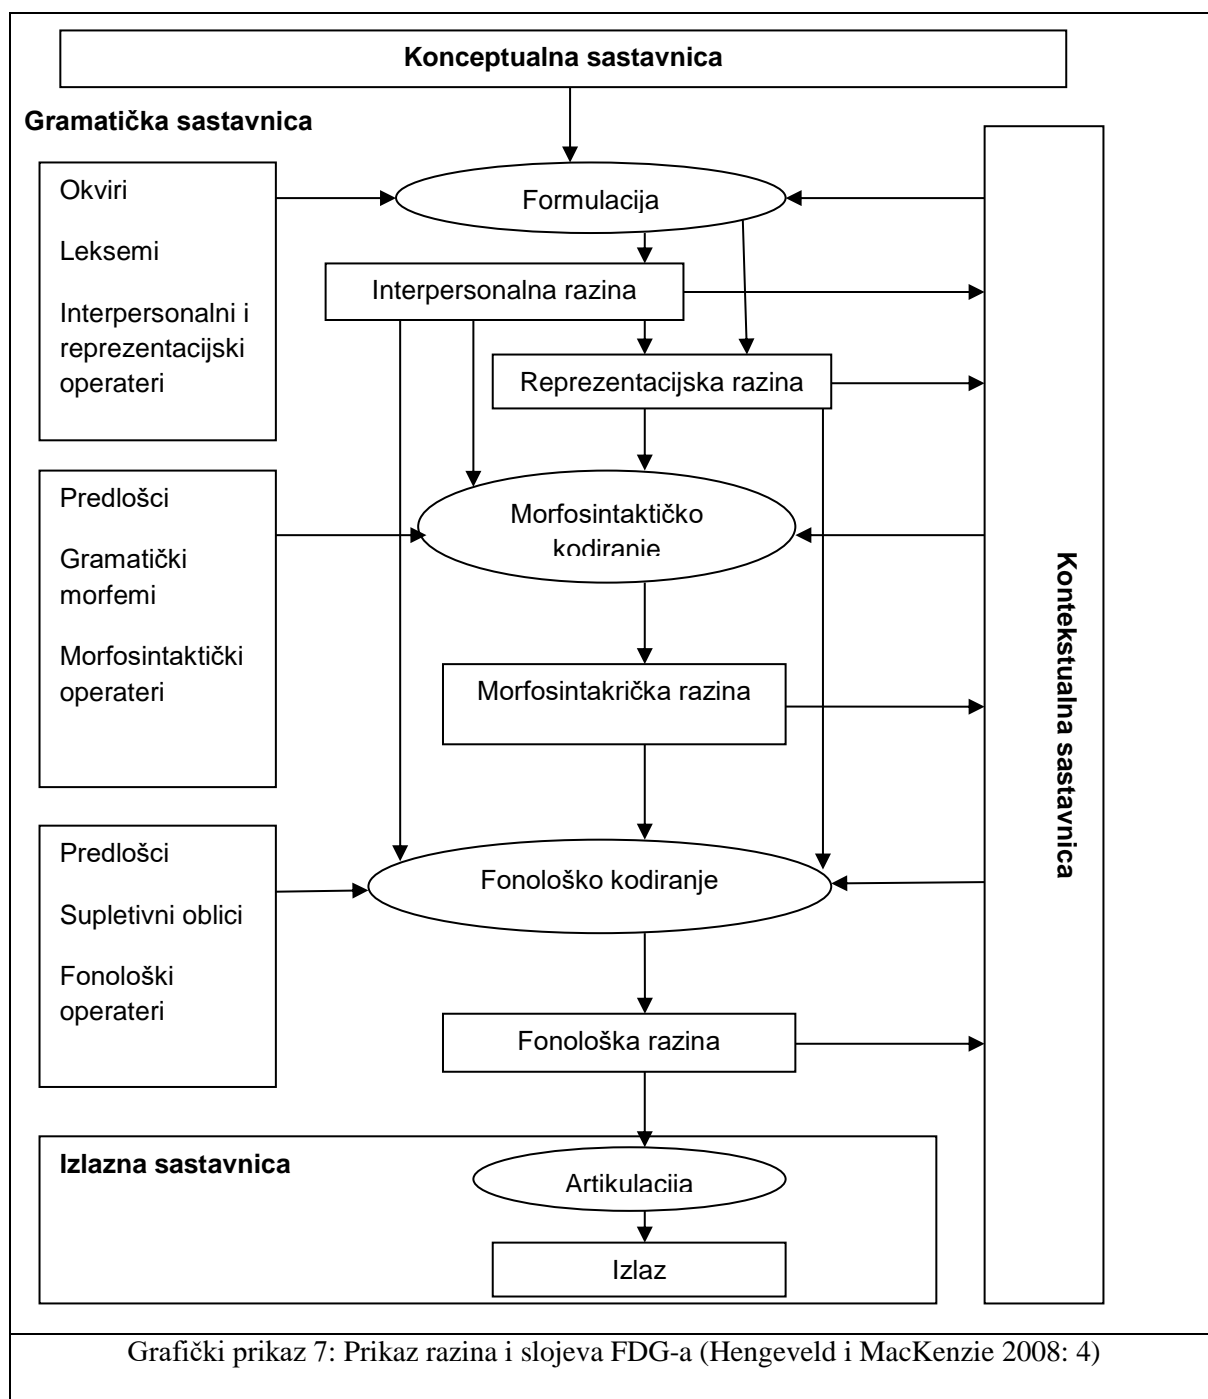 Konceptualna sastavnica
Gramatička sastavnica
Okviri
Leksemi
Interpersonalni i
reprezentacijski
operateri
Formulacija
Interpersonalna razina
Reprezentacijska razina
Predlošci
Gramatički
morfemi
Morfosintaktički
operateri
Morfosintaktičko
kodiranje
Morfosintakrička razina
Predlošci
Supletivni oblici
Fonološki
operateri
Fonološko kodiranje
Fonološka razina
Kontekstualna sastavnica
Izlazna sastavnica
Artikulacija
Izlaz
Grafički prikaz 7: Prikaz razina i slojeva FDG-a (Hengeveld i MacKenzie 2008: 4)